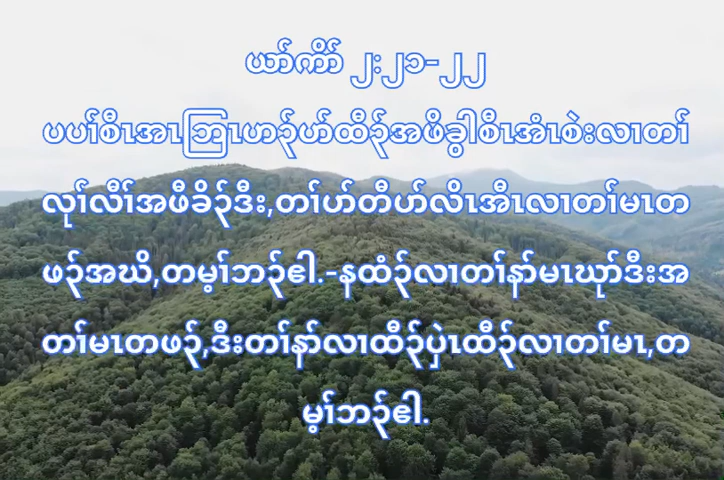 ယၢ်ကိာ် ၂:၂၁-၂၂
ပပၢ်စီၤအၤဘြၤဟၣ်ဟ်ထီၣ်အဖိခွါစီၤအံၤစးလၢတၢ်
လုၢ်လီၢ်အဖီခိၣ်ဒီး,တၢ်ဟ်တီဟ်လိၤအီၤလၢတၢ်မၤတ
ဖၣ်အဃိ,တမ့ၢ်ဘၣ်ဧါ.-နထံၣ်လၢတၢ်နာ်မၤဃုာ်ဒီးအ
တၢ်မၤတဖၣ်,ဒီးတၢ်နာ်လၢထီၣ်ပှဲၤထီၣ်လၢတၢ်မၤ,တ
မ့ၢ်ဘၣ်ဧါ.